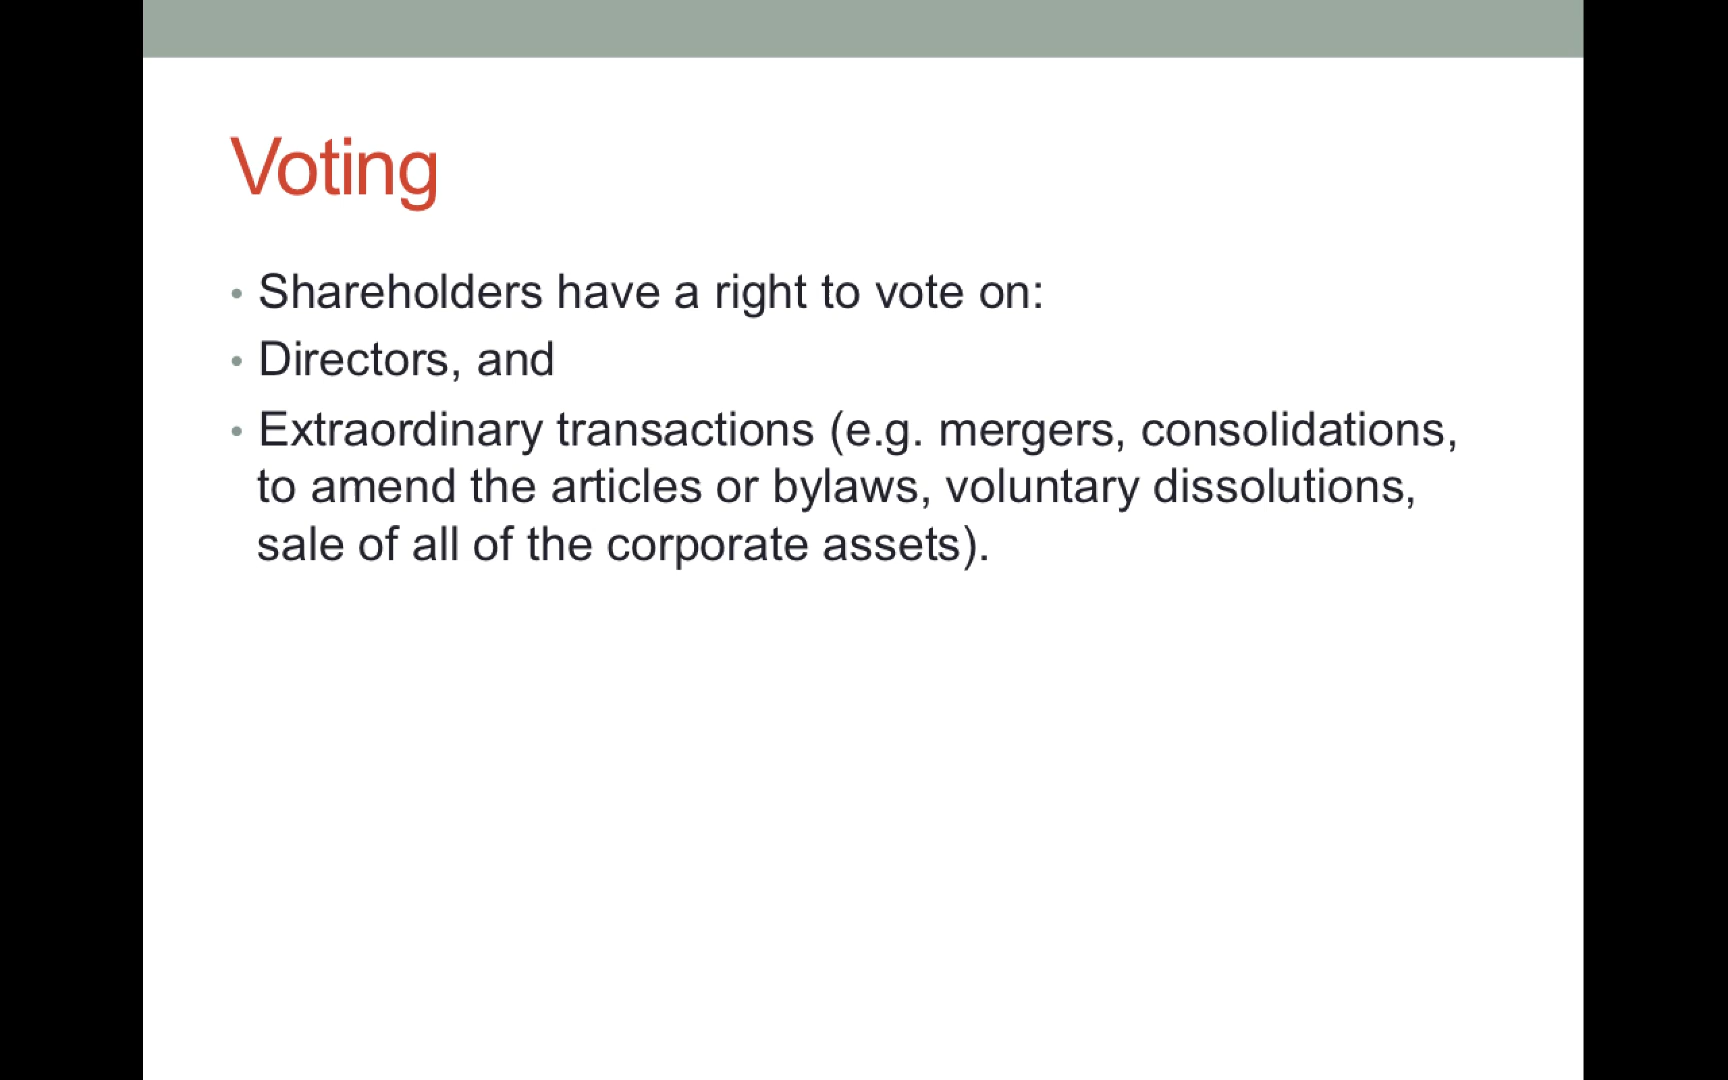 Voting
• Shareholders have a right to vote on:
• Directors, and
• Extraordinary transactions (e.g. mergers, consolidations,
to amend the articles or bylaws, voluntary dissolutions,
sale of all of the corporate assets).